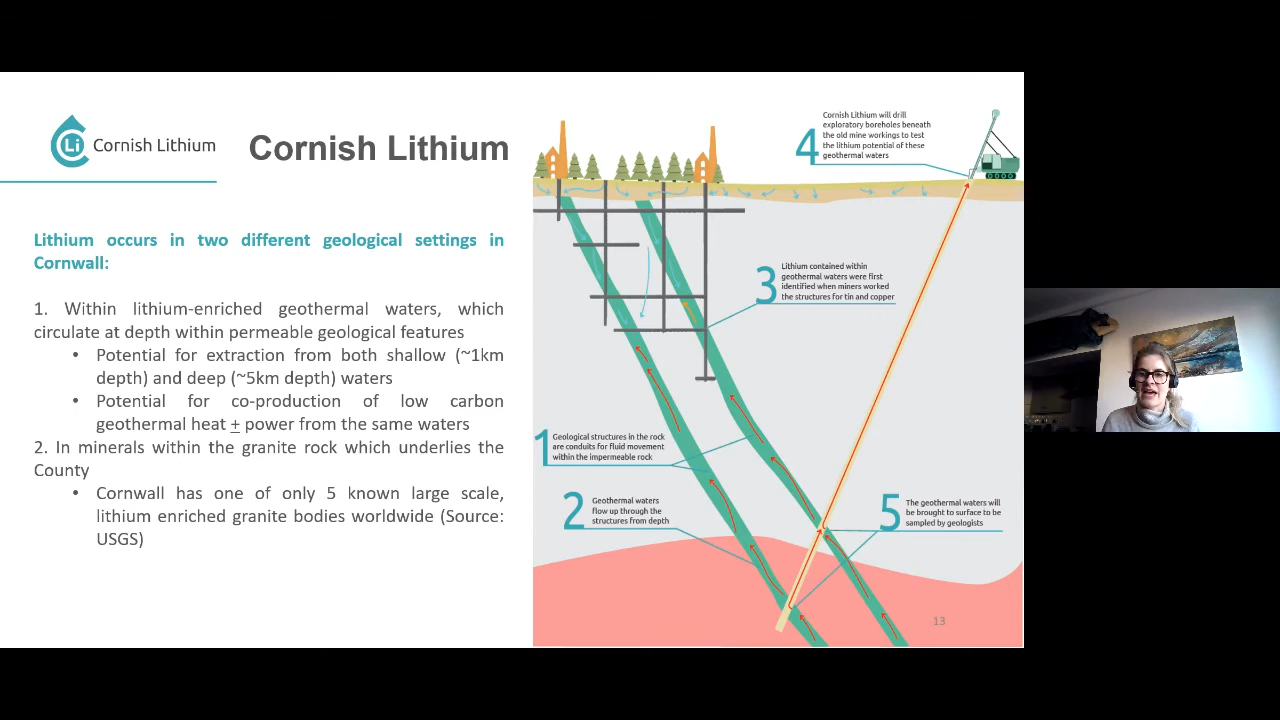 Li Cornish Lithium
Cornish Lithium
Lithium occurs in two different geological settings in
Cornwall:
1. Within lithium-enriched geothermal waters, which
circulate at depth within permeable geological features
• Potential for extraction from both shallow (~1km
depth) and deep (~5km depth) waters
• Potential for co-production of low carbon
geothermal heat ± power from the same waters
2. In minerals within the granite rock which underlies the
County
• Cornwall has one of only 5 known large scale,
lithium enriched granite bodies worldwide (Source:
USGS)
4
Cornish Lithium will drill
exploratory boreholes beneath
the old mine workings to test
the lithium potential of these
geothermal waters
3
Lithium contained within
geothermal waters were first
identified when miners worked
the structures for tin and copper
1
Geological structures in the rock
are conduits for fluid movement
within the impermeable rock
2
Geothermal waters
flow up through the
structures from depth
5
The geothermal waters will
be brought to surface to be
sampled by geologists
13